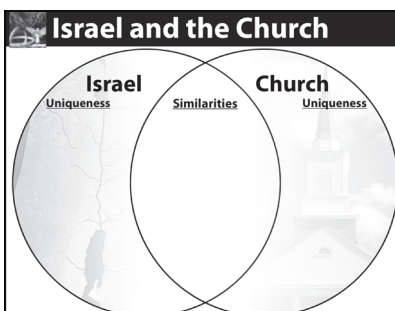 Israel and the Church
Israel Church
Uniqueness Similarities Uniqueness